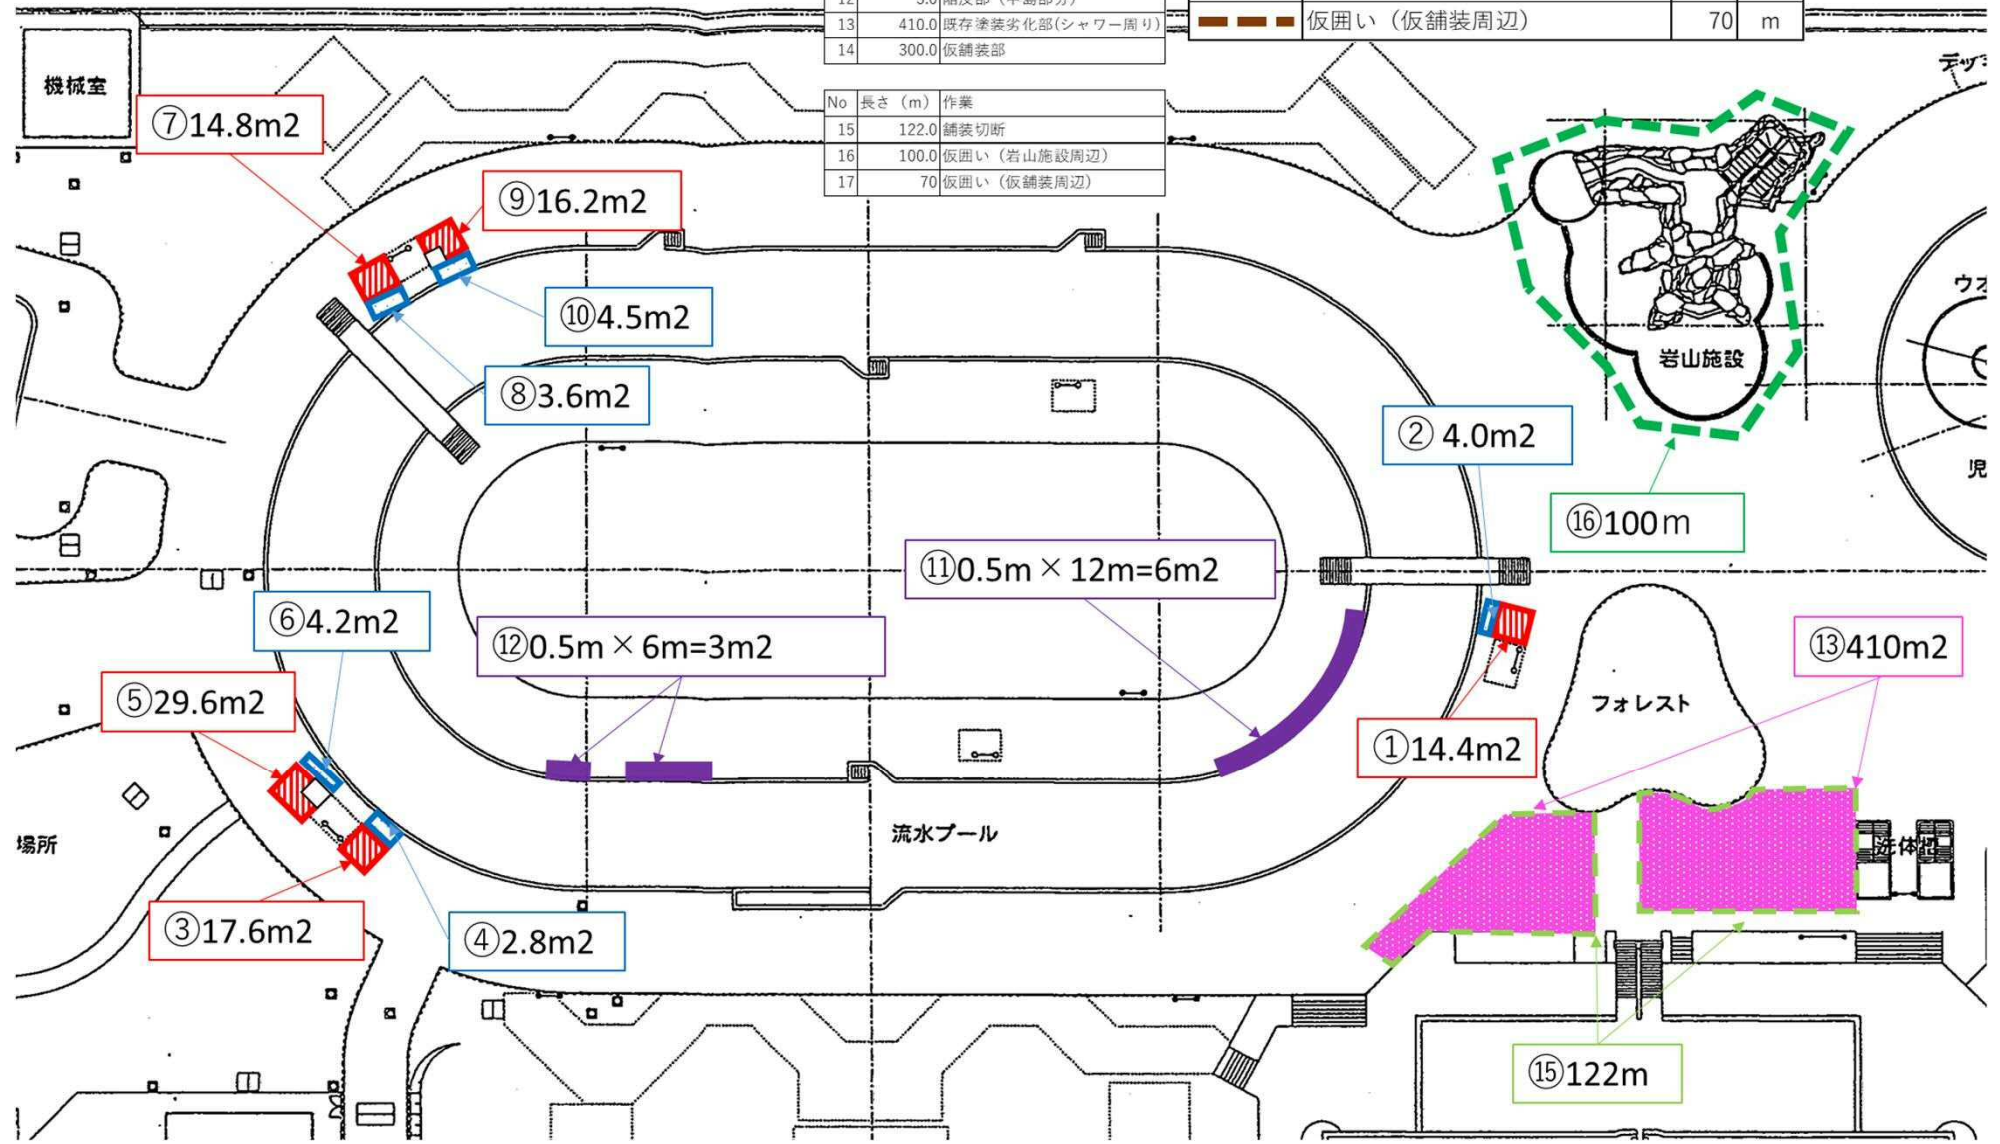 13 410.0 既存塗装劣化部(シャワー周り)
14 300.0 仮舗装部
仮囲い（仮舗装周辺） 70 m
No 長さ（m） 作業
15 122.0 舗装切断
16 100.0 仮囲い（岩山施設周辺）
17 70 仮囲い（仮舗装周辺）
機械室
⑦14.8m2
⑨16.2m2
⑩4.5m2
⑧3.6m2
岩山施設
② 4.0m2
⑯100m
児
⑪0.5m×12m=6m2
⑥4.2m2
⑫0.5m×6m=3m2
⑬410m2
⑤29.6m2
フォレスト
①14.4m2
流水プール
場所
③17.6m2
④2.8m2
⑮122m